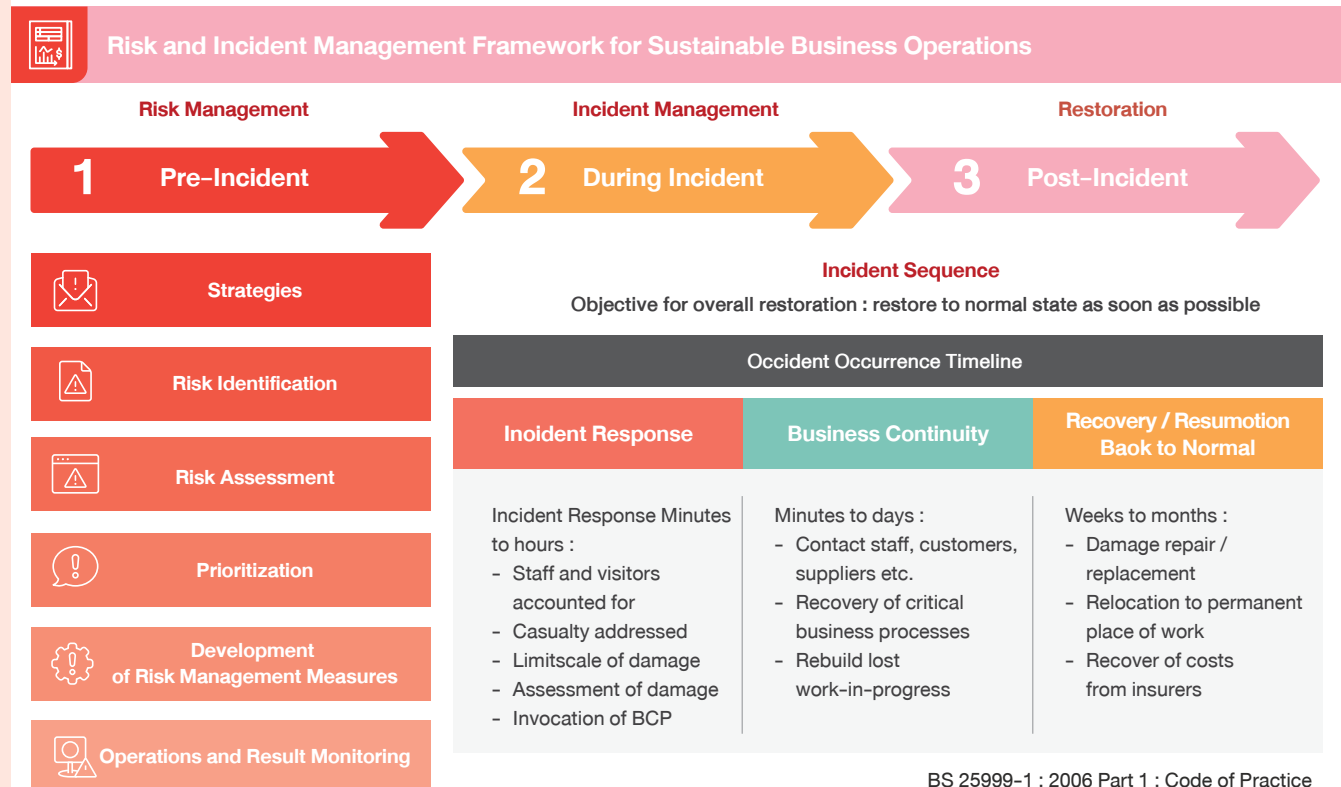 Risk and Incident Management Framework for Sustainable Business Operations
Risk Management
Incident Management
Restoration
1 Pre-Incident
2 During Incident
3 Post-Incident
Strategies
Risk Identification
Risk Assessment
Prioritization
Development
of Risk Management Measures
Operations and Result Monitoring
Incident Sequence
Objective for overall restoration : restore to normal state as soon as possible
Occident Occurrence Timeline
Inoident Response
Incident Response Minutes
to hours :
- Staff and visitors
accounted for
- Casualty addressed
- Limitscale of damage
- Assessment of damage
- Invocation of BCP
Business Continuity
Minutes to days :
- Contact staff, customers,
suppliers etc.
- Recovery of critical
business processes
- Rebuild lost
work-in-progress
Recovery / Resumotion
Baok to Normal
Weeks to months :
- Damage repair /
replacement
- Relocation to permanent
place of work
- Recover of costs
from insurers
BS 25999-1 : 2006 Part 1 : Code of Practice